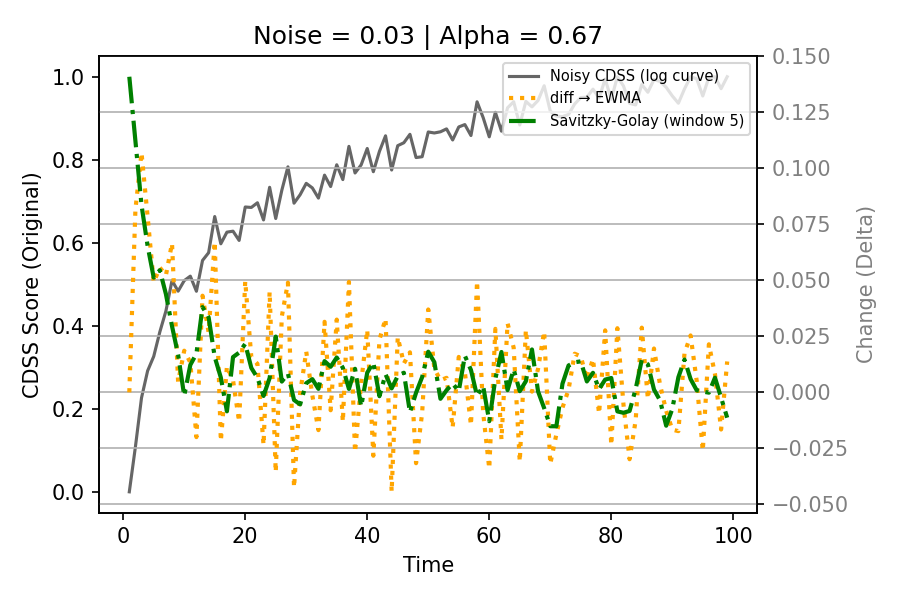 Noise = 0.03 | Alpha = 0.67
Noisy CDSS (log curve)
diff → EWMA
Savitzky-Golay (window 5)
CDSS Score (Original)
1.0
0.8
0.6
0.4
0.2
0.0
0.150
0.125
0.100
0.075
0.050
0.025
0.000
−0.025
−0.050
Change (Delta)
0 20 40 60 80 100
Time